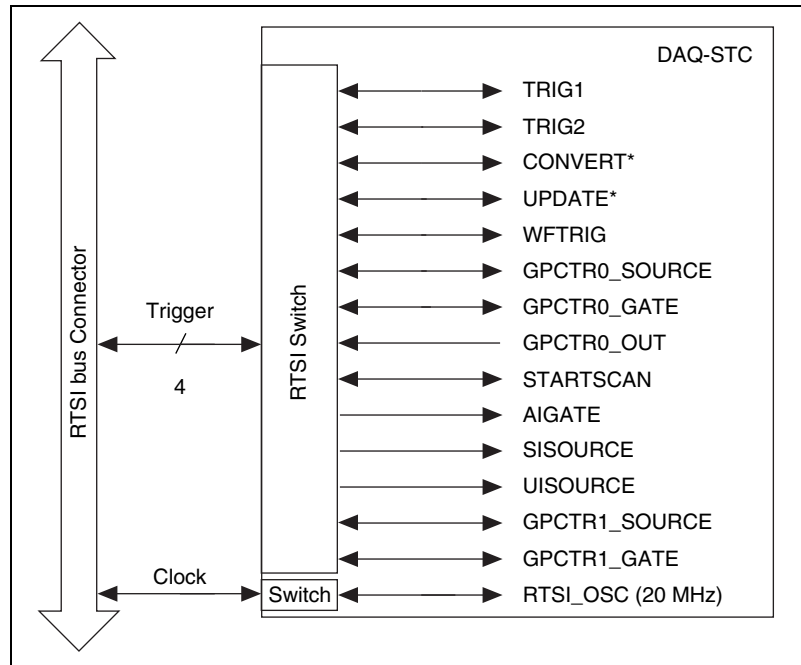 DAQ-STC
RTSI bus Connector
Trigger
4
Clock
RTSI Switch
Switch
TRIG1
TRIG2
CONVERT*
UPDATE*
WFTRIG
GPCTR0_SOURCE
GPCTR0_GATE
GPCTR0_OUT
STARTSCAN
AIGATE
SISOURCE
UISOURCE
GPCTR1_SOURCE
GPCTR1_GATE
RTSI_OSC (20 MHz)